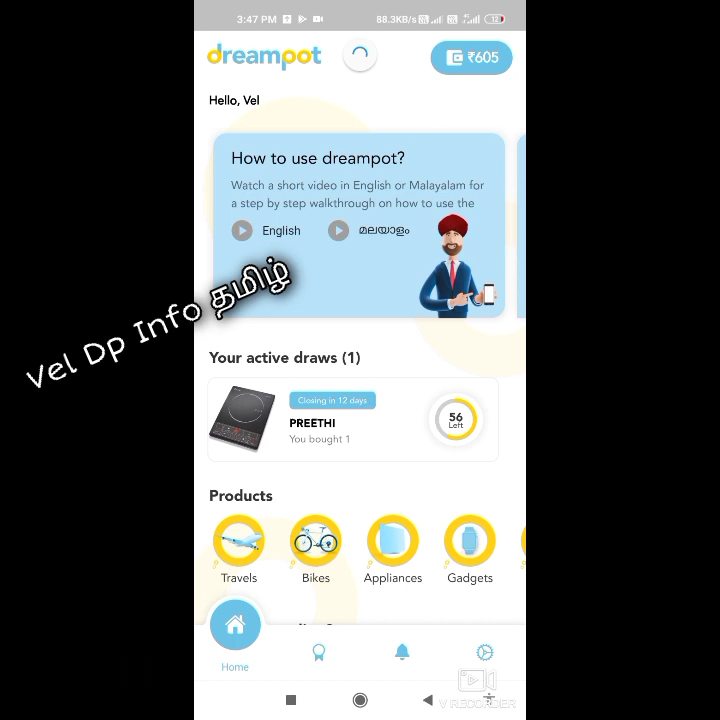 3:47 PM 88.3KB/s 12
dreampot ₹605
Hello, Vel
How to use dreampot?
Watch a short video in English or Malayalam for
a step by step walkthrough on how to use the
English മലയാളം
Vel Dp Info தமிழ்
Your active draws (1)
Closing in 12 days
PREETHI
You bought 1
56
Left
Products
Travels Bikes Appliances Gadgets
Home
V RECORDER